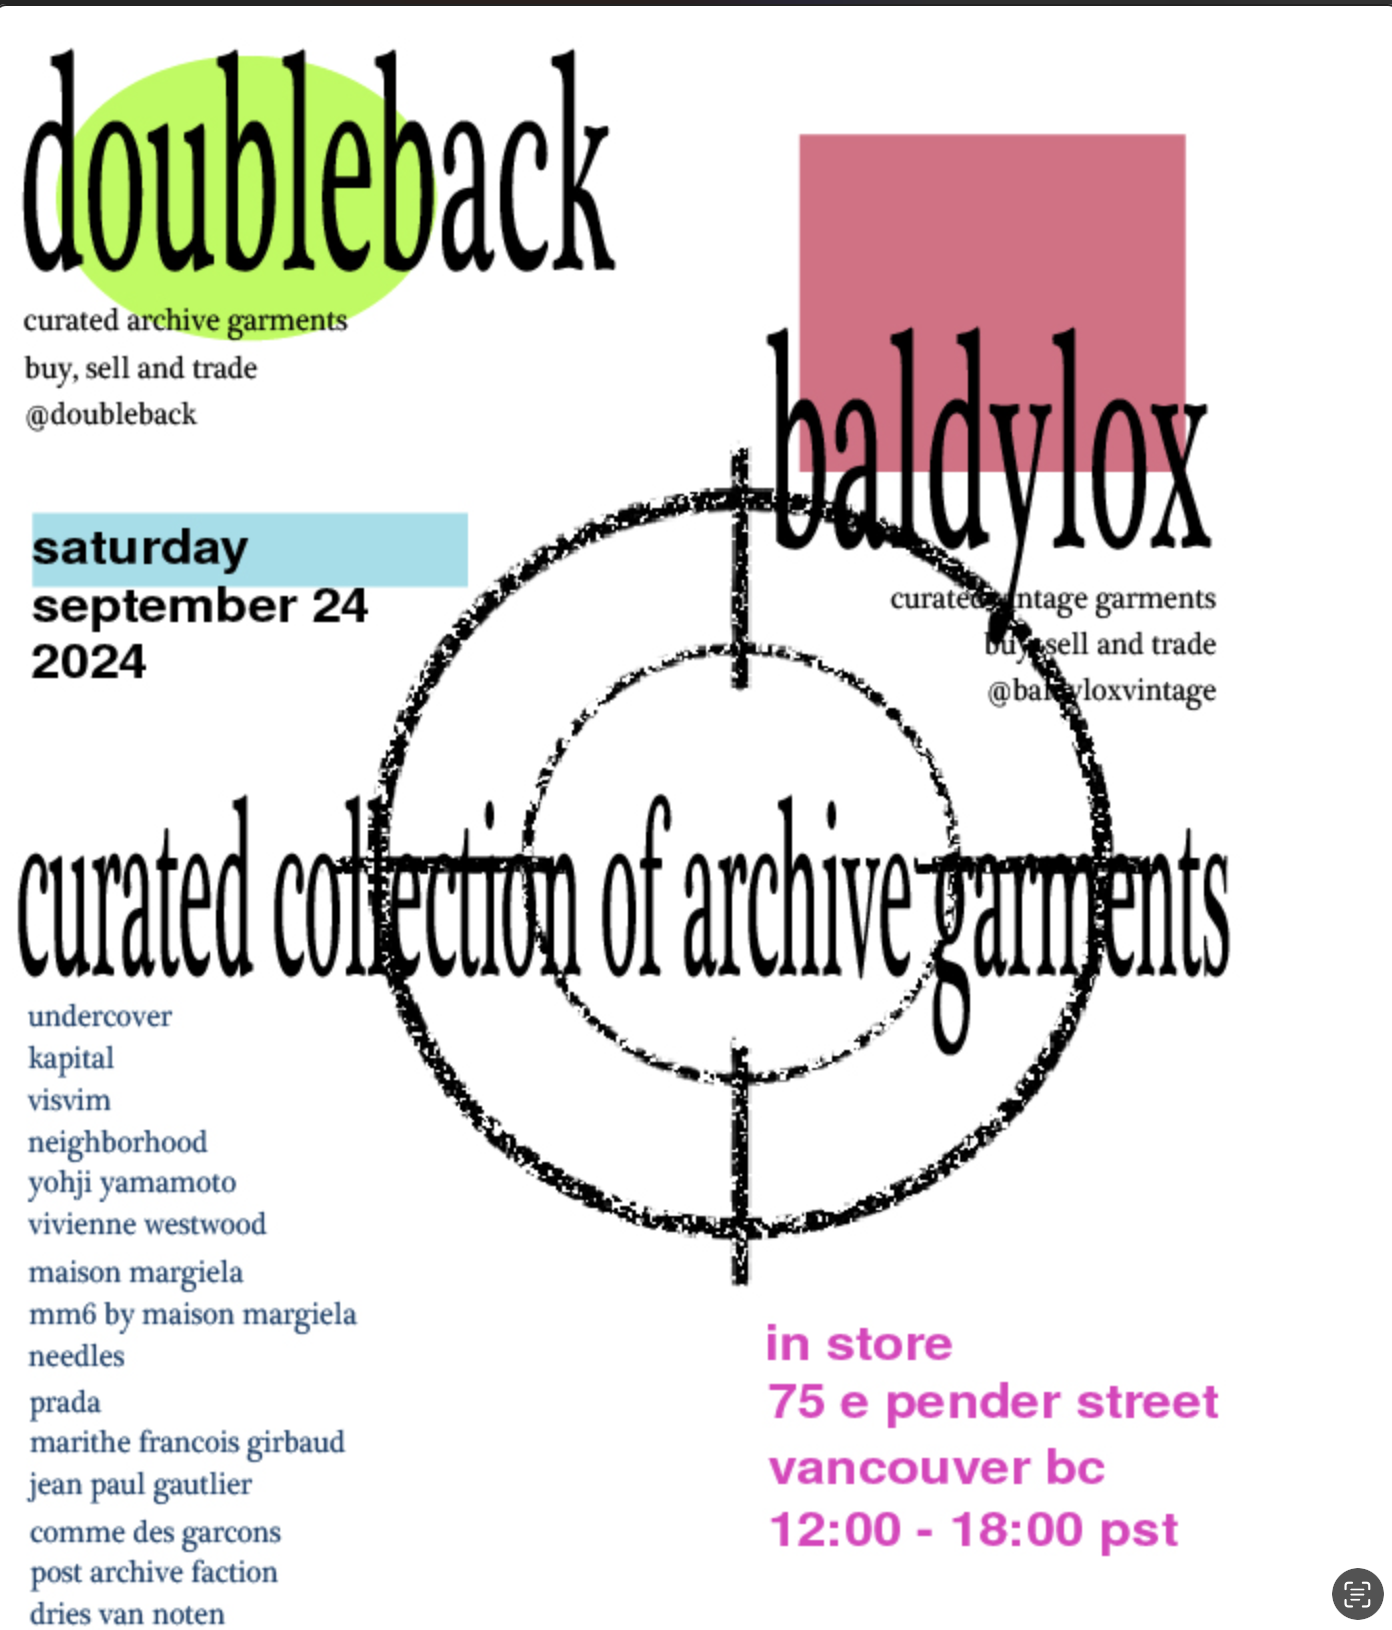 doubleback
curated archive garments
buy, sell and trade
@doubleback
baldylox
curated vintage garments
buy, sell and trade
@baldyloxvintage
saturday
september 24
2024
curated collection of archive garments
undercover
kapital
visvim
neighborhood
yohji yamamoto
vivienne westwood
maison margiela
mm6 by maison margiela
needles
prada
marithe francois girbaud
jean paul gautlier
comme des garcons
post archive faction
dries van noten
in store
75 e pender street
vancouver bc
12:00 - 18:00 pst